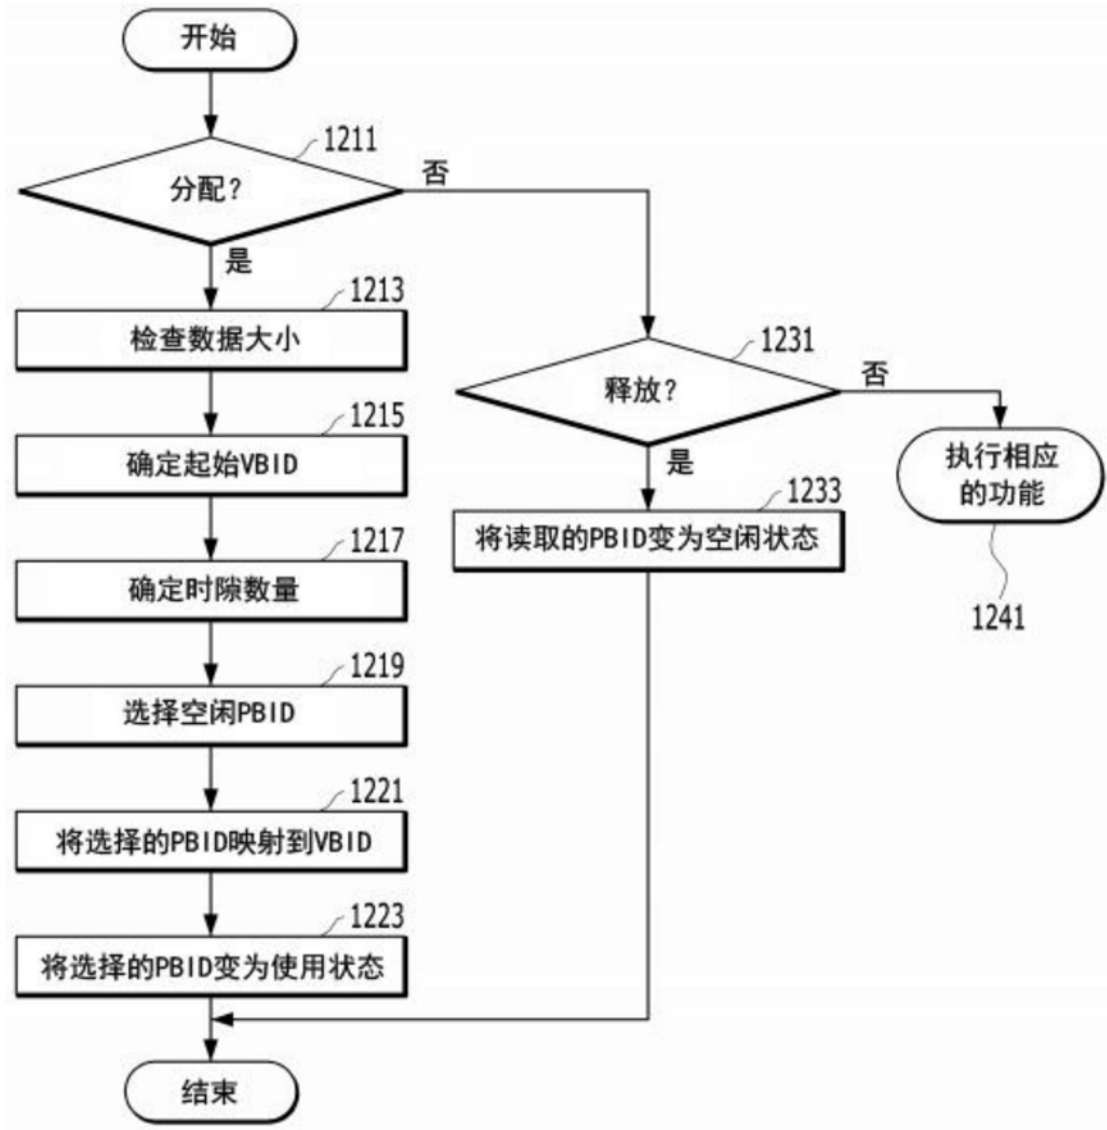 开始
1211
分配?
否
是
1213
检查数据大小
1231
释放?
否
1215
确定起始VBID
执行相应
的功能
是
1233
将读取的PBID变为空闲状态
1217
确定时隙数量
1241
1219
选择空闲PBID
1221
将选择的PBID映射到VBID
1223
将选择的PBID变为使用状态
结束